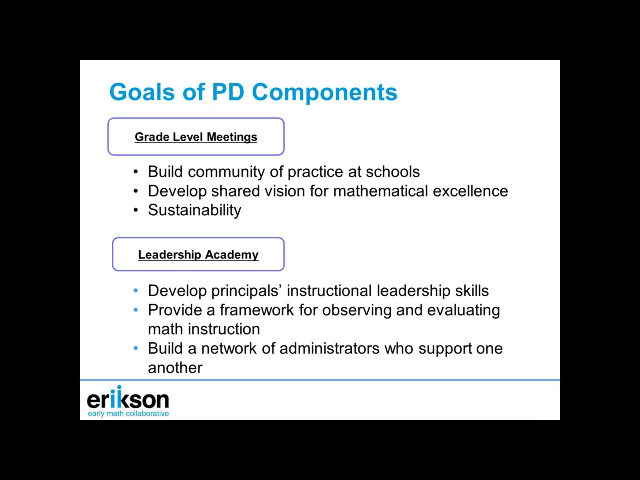 Goals of PD Components
Grade Level Meetings
• Build community of practice at schools
• Develop shared vision for mathematical excellence
• Sustainability
Leadership Academy
• Develop principals’ instructional leadership skills
• Provide a framework for observing and evaluating
math instruction
• Build a network of administrators who support one
another
erikson
early math collaborative